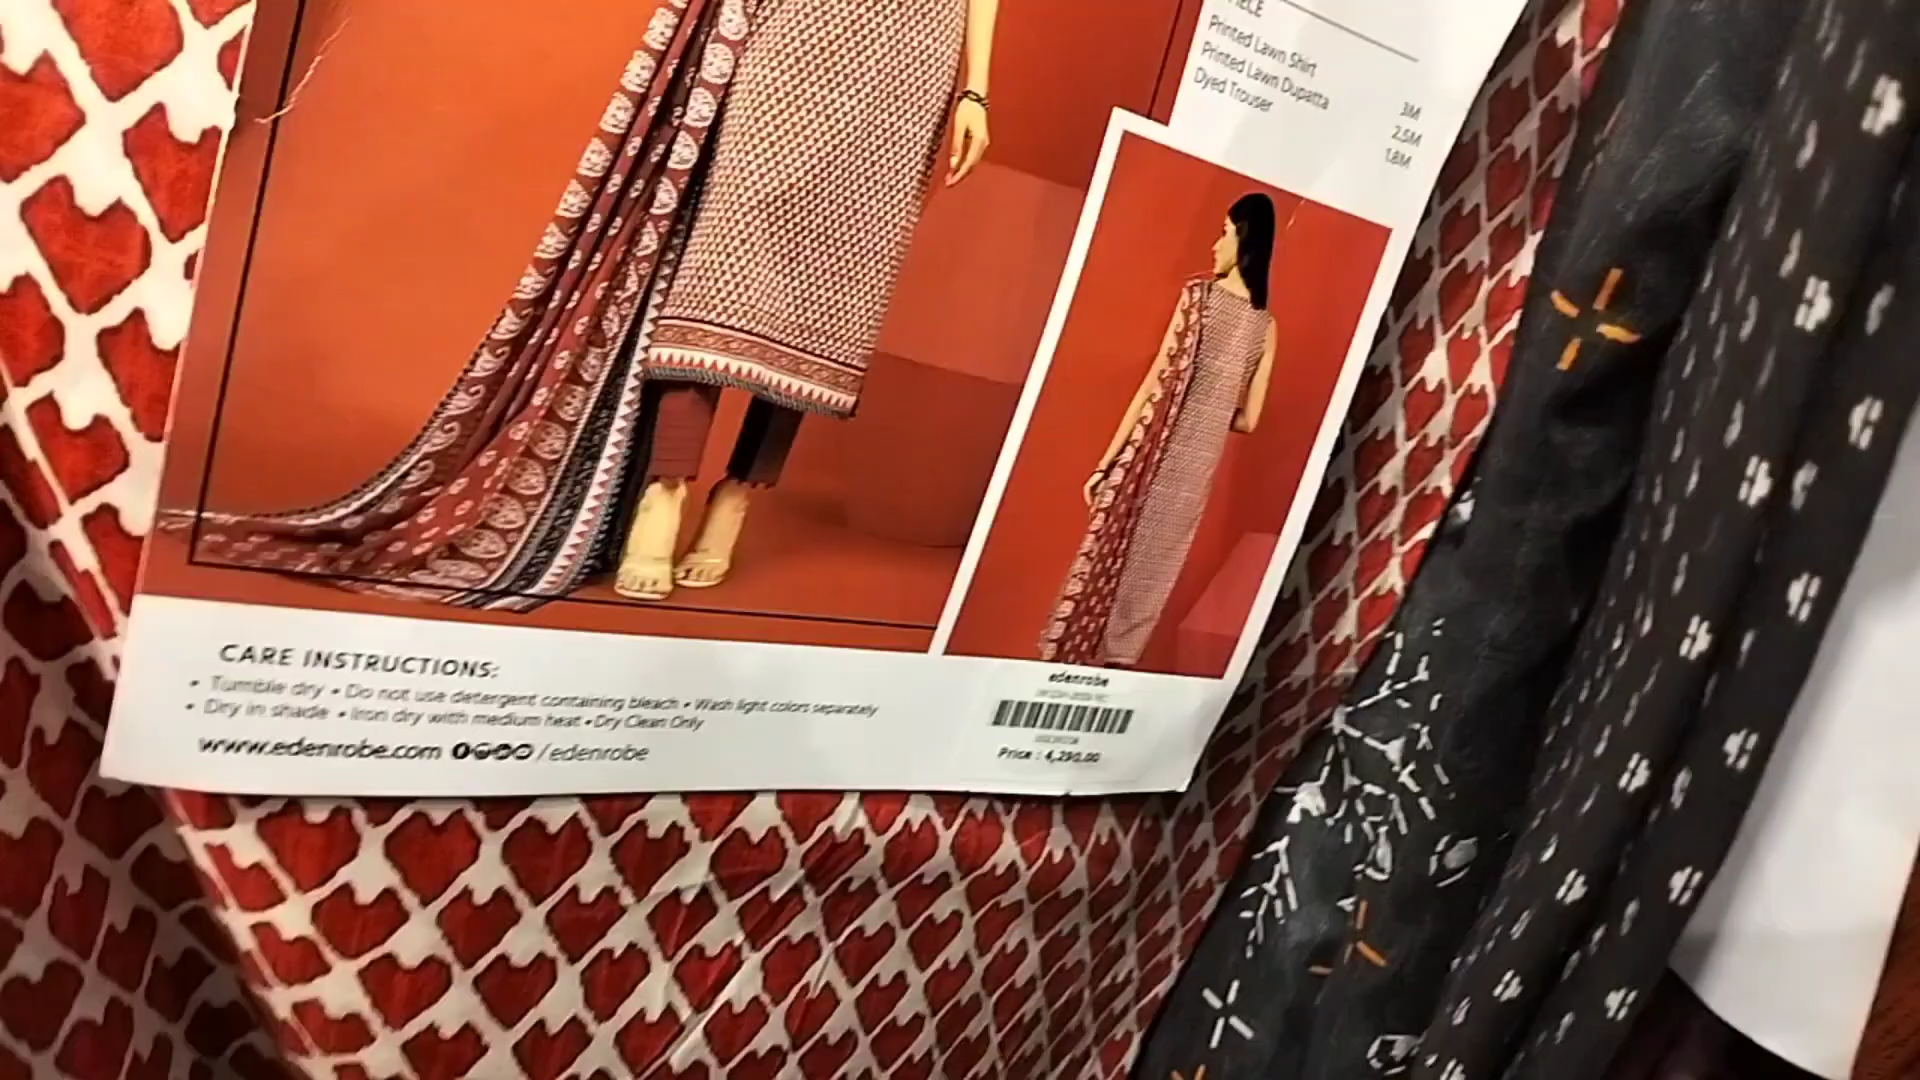 Printed Lawn Shirt 3M
Printed Lawn Dupatta 2.5M
Dyed Trouser 1.8M
CARE INSTRUCTIONS:
• Tumble dry • Do not use detergent containing bleach • Wash light colors separately
• Dry in shade • Iron dry with medium heat • Dry Clean Only
www.edenrobe.com /edenrobe
edenrobe
Price : 4,290.00